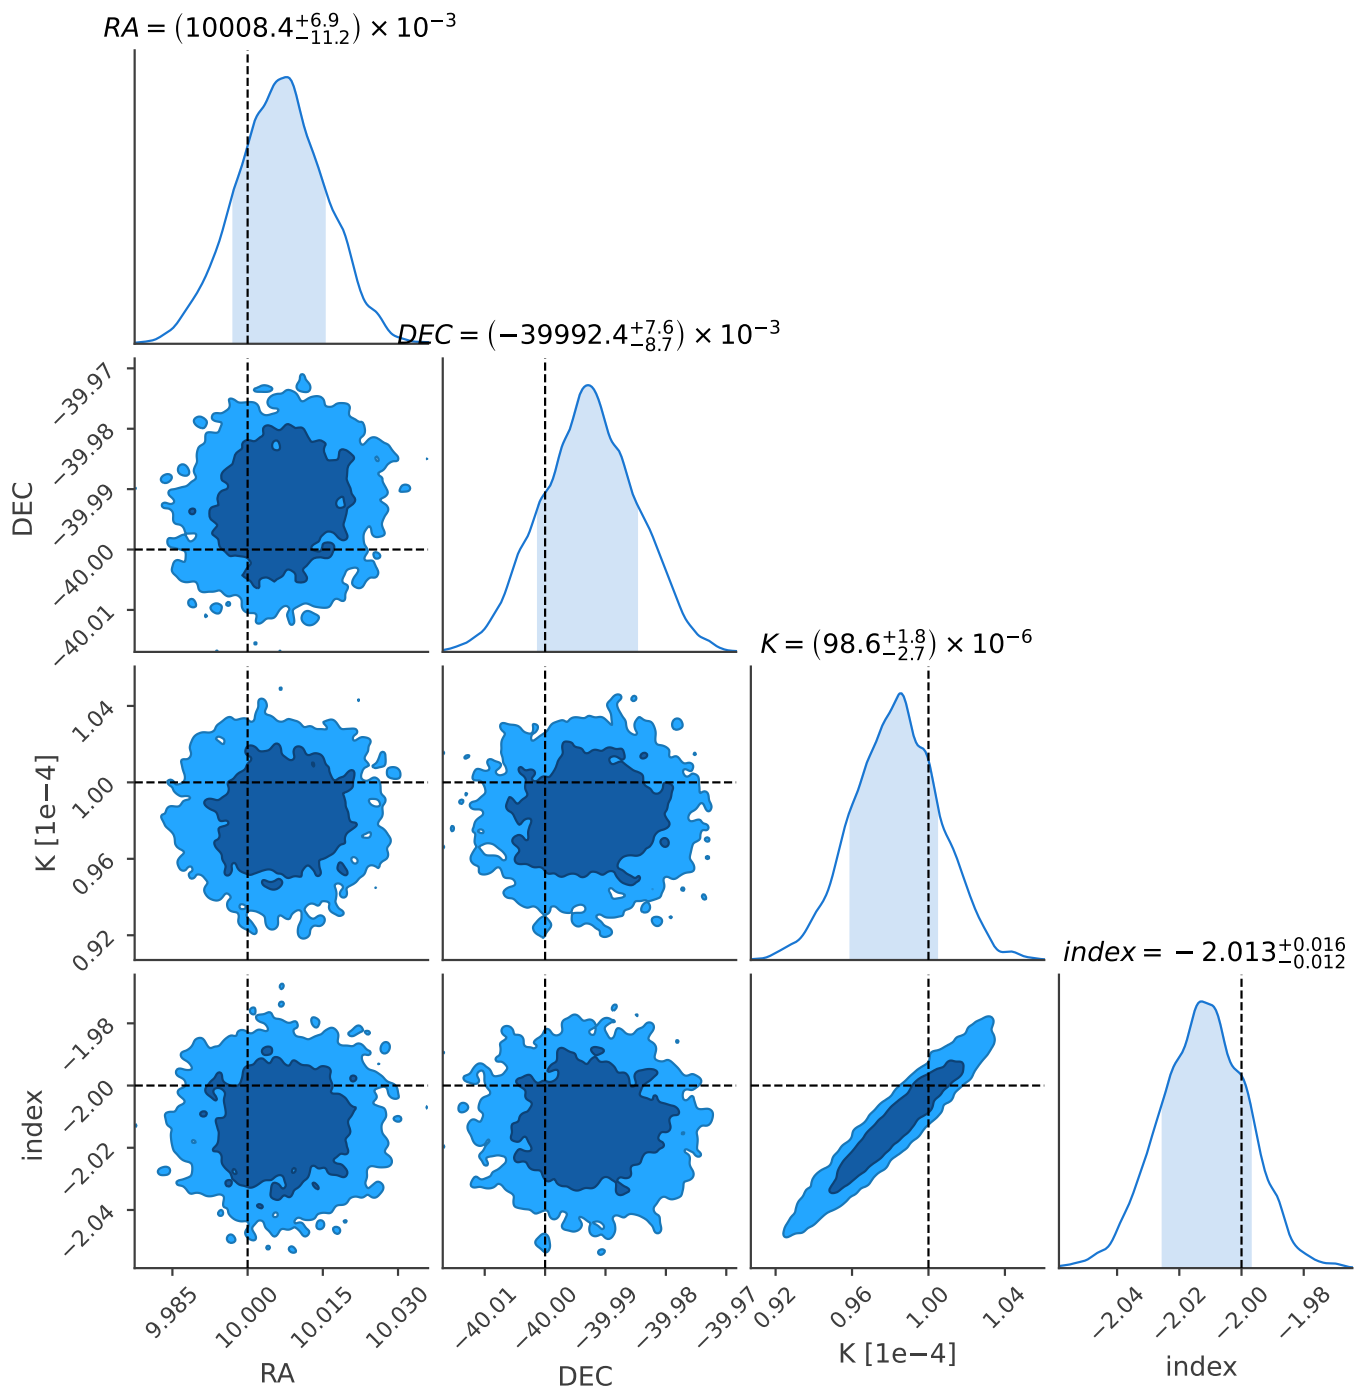 RA = (10008.4^{+6.9}_{−11.2}) × 10^{−3}
DEC = (−39992.4^{+7.6}_{−8.7}) × 10^{−3}
−39.97
−39.98
−39.99
−40.00
−40.01
DEC
K = (98.6^{+1.8}_{−2.7}) × 10^{−6}
1.04
1.00
0.96
0.92
K [1e−4]
index = −2.013^{+0.016}_{−0.012}
−1.98
−2.00
−2.02
−2.04
index
9.985 10.000 10.015 10.030
−40.01 −40.00 −39.99 −39.98 −39.97
0.92 0.96 1.00 1.04
−2.04 −2.02 −2.00 −1.98
RA DEC K [1e−4] index